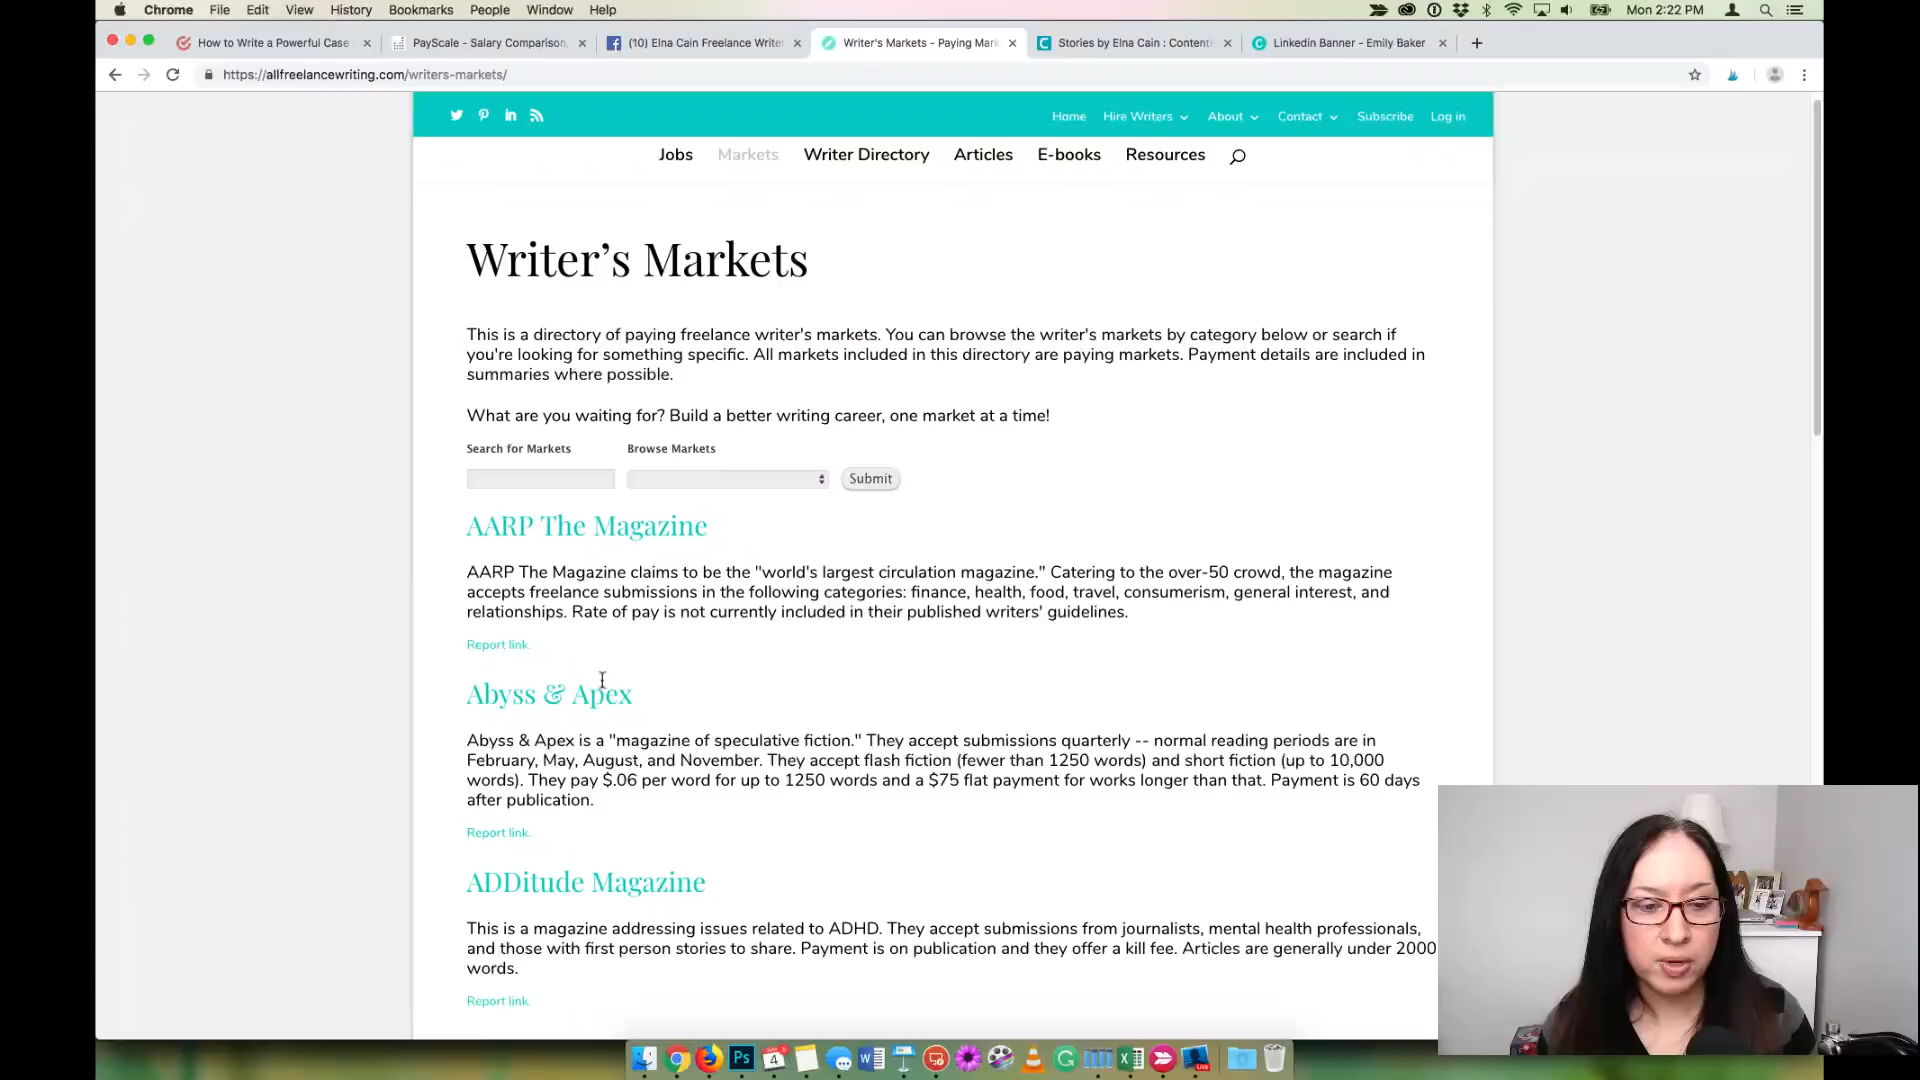 Chrome File Edit View History Bookmarks People Window Help Mon 2:22 PM
How to Write a Powerful Case PayScale - Salary Comparison, (10) Elna Cain Freelance Write Writer's Markets - Paying Mark Stories by Elna Cain : Content Linkedin Banner - Emily Baker
https://allfreelancewriting.com/writers-markets/
Home Hire Writers About Contact Subscribe Log in
Jobs Markets Writer Directory Articles E-books Resources
Writer's Markets
This is a directory of paying freelance writer's markets. You can browse the writer's markets by category below or search if
you're looking for something specific. All markets included in this directory are paying markets. Payment details are included in
summaries where possible.
What are you waiting for? Build a better writing career, one market at a time!
Search for Markets Browse Markets
Submit
AARP The Magazine
AARP The Magazine claims to be the "world's largest circulation magazine." Catering to the over-50 crowd, the magazine
accepts freelance submissions in the following categories: finance, health, food, travel, consumerism, general interest, and
relationships. Rate of pay is not currently included in their published writers' guidelines.
Report link.
Abyss & Apex
Abyss & Apex is a "magazine of speculative fiction." They accept submissions quarterly -- normal reading periods are in
February, May, August, and November. They accept flash fiction (fewer than 1250 words) and short fiction (up to 10,000
words). They pay $.06 per word for up to 1250 words and a $75 flat payment for works longer than that. Payment is 60 days
after publication.
Report link.
ADDitude Magazine
This is a magazine addressing issues related to ADHD. They accept submissions from journalists, mental health professionals,
and those with first person stories to share. Payment is on publication and they offer a kill fee. Articles are generally under 2000
words.
Report link.